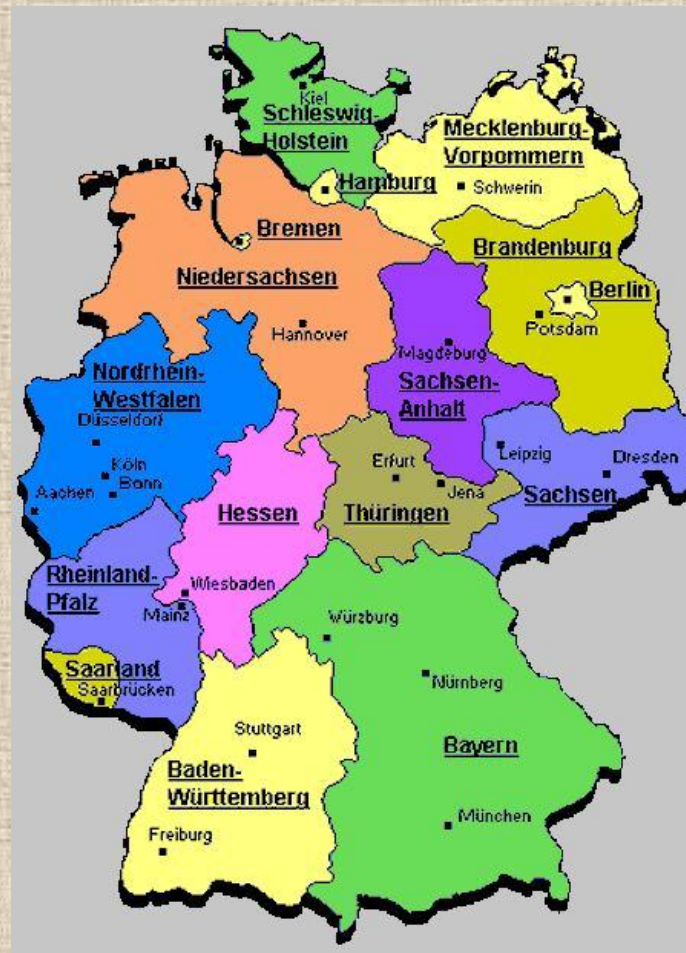 Kiel
Schleswig-
Holstein
Mecklenburg-
Vorpommern
Hamburg
Schwerin
Bremen
Brandenburg
Niedersachsen
Berlin
Potsdam
Hannover
Magdeburg
Nordrhein-
Westfalen
Sachsen-
Anhalt
Düsseldorf
Leipzig
Dresden
Köln
Erfurt
Bonn
Jena
Aachen
Sachsen
Hessen
Thüringen
Rheinland-
Pfalz
Wiesbaden
Mainz
Würzburg
Saarland
Saarbrücken
Nürnberg
Stuttgart
Bayern
Baden-
Württemberg
München
Freiburg